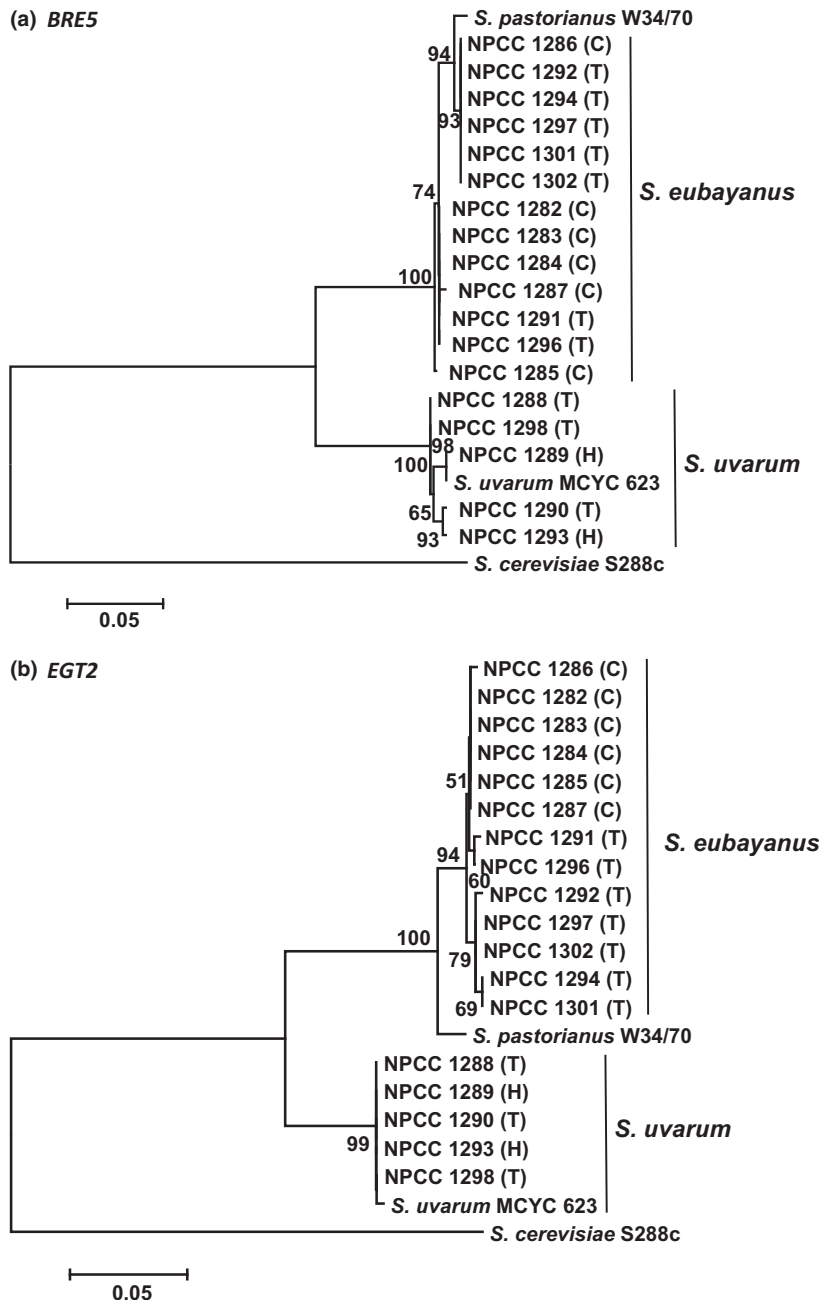 (a) BRE5
S. pastorianus W34/70
94
NPCC 1286 (C)
NPCC 1292 (T)
NPCC 1294 (T)
93
NPCC 1297 (T)
NPCC 1301 (T)
NPCC 1302 (T)
S. eubayanus
74
NPCC 1282 (C)
NPCC 1283 (C)
NPCC 1284 (C)
100
NPCC 1287 (C)
NPCC 1291 (T)
NPCC 1296 (T)
NPCC 1285 (C)
NPCC 1288 (T)
NPCC 1298 (T)
98
NPCC 1289 (H)
100
S. uvarum
S. uvarum MCYC 623
65
NPCC 1290 (T)
93
NPCC 1293 (H)
S. cerevisiae S288c
0.05
(b) EGT2
NPCC 1286 (C)
NPCC 1282 (C)
NPCC 1283 (C)
NPCC 1284 (C)
51
NPCC 1285 (C)
NPCC 1287 (C)
NPCC 1291 (T)
S. eubayanus
94
NPCC 1296 (T)
60
NPCC 1292 (T)
NPCC 1297 (T)
100
NPCC 1302 (T)
79
NPCC 1294 (T)
69
NPCC 1301 (T)
S. pastorianus W34/70
NPCC 1288 (T)
NPCC 1289 (H)
NPCC 1290 (T)
S. uvarum
99
NPCC 1293 (H)
NPCC 1298 (T)
S. uvarum MCYC 623
S. cerevisiae S288c
0.05